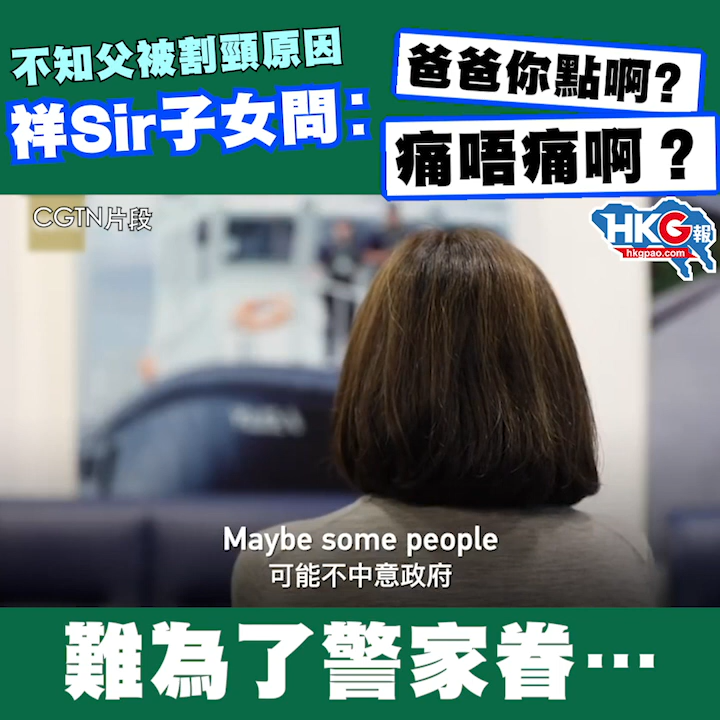 不知父被割頸原因
祥Sir子女問：
爸爸你點啊？
痛唔痛啊？
CGTN片段
HKG報
hkgpao.com
Maybe some people
可能不中意政府
難為了警家眷…